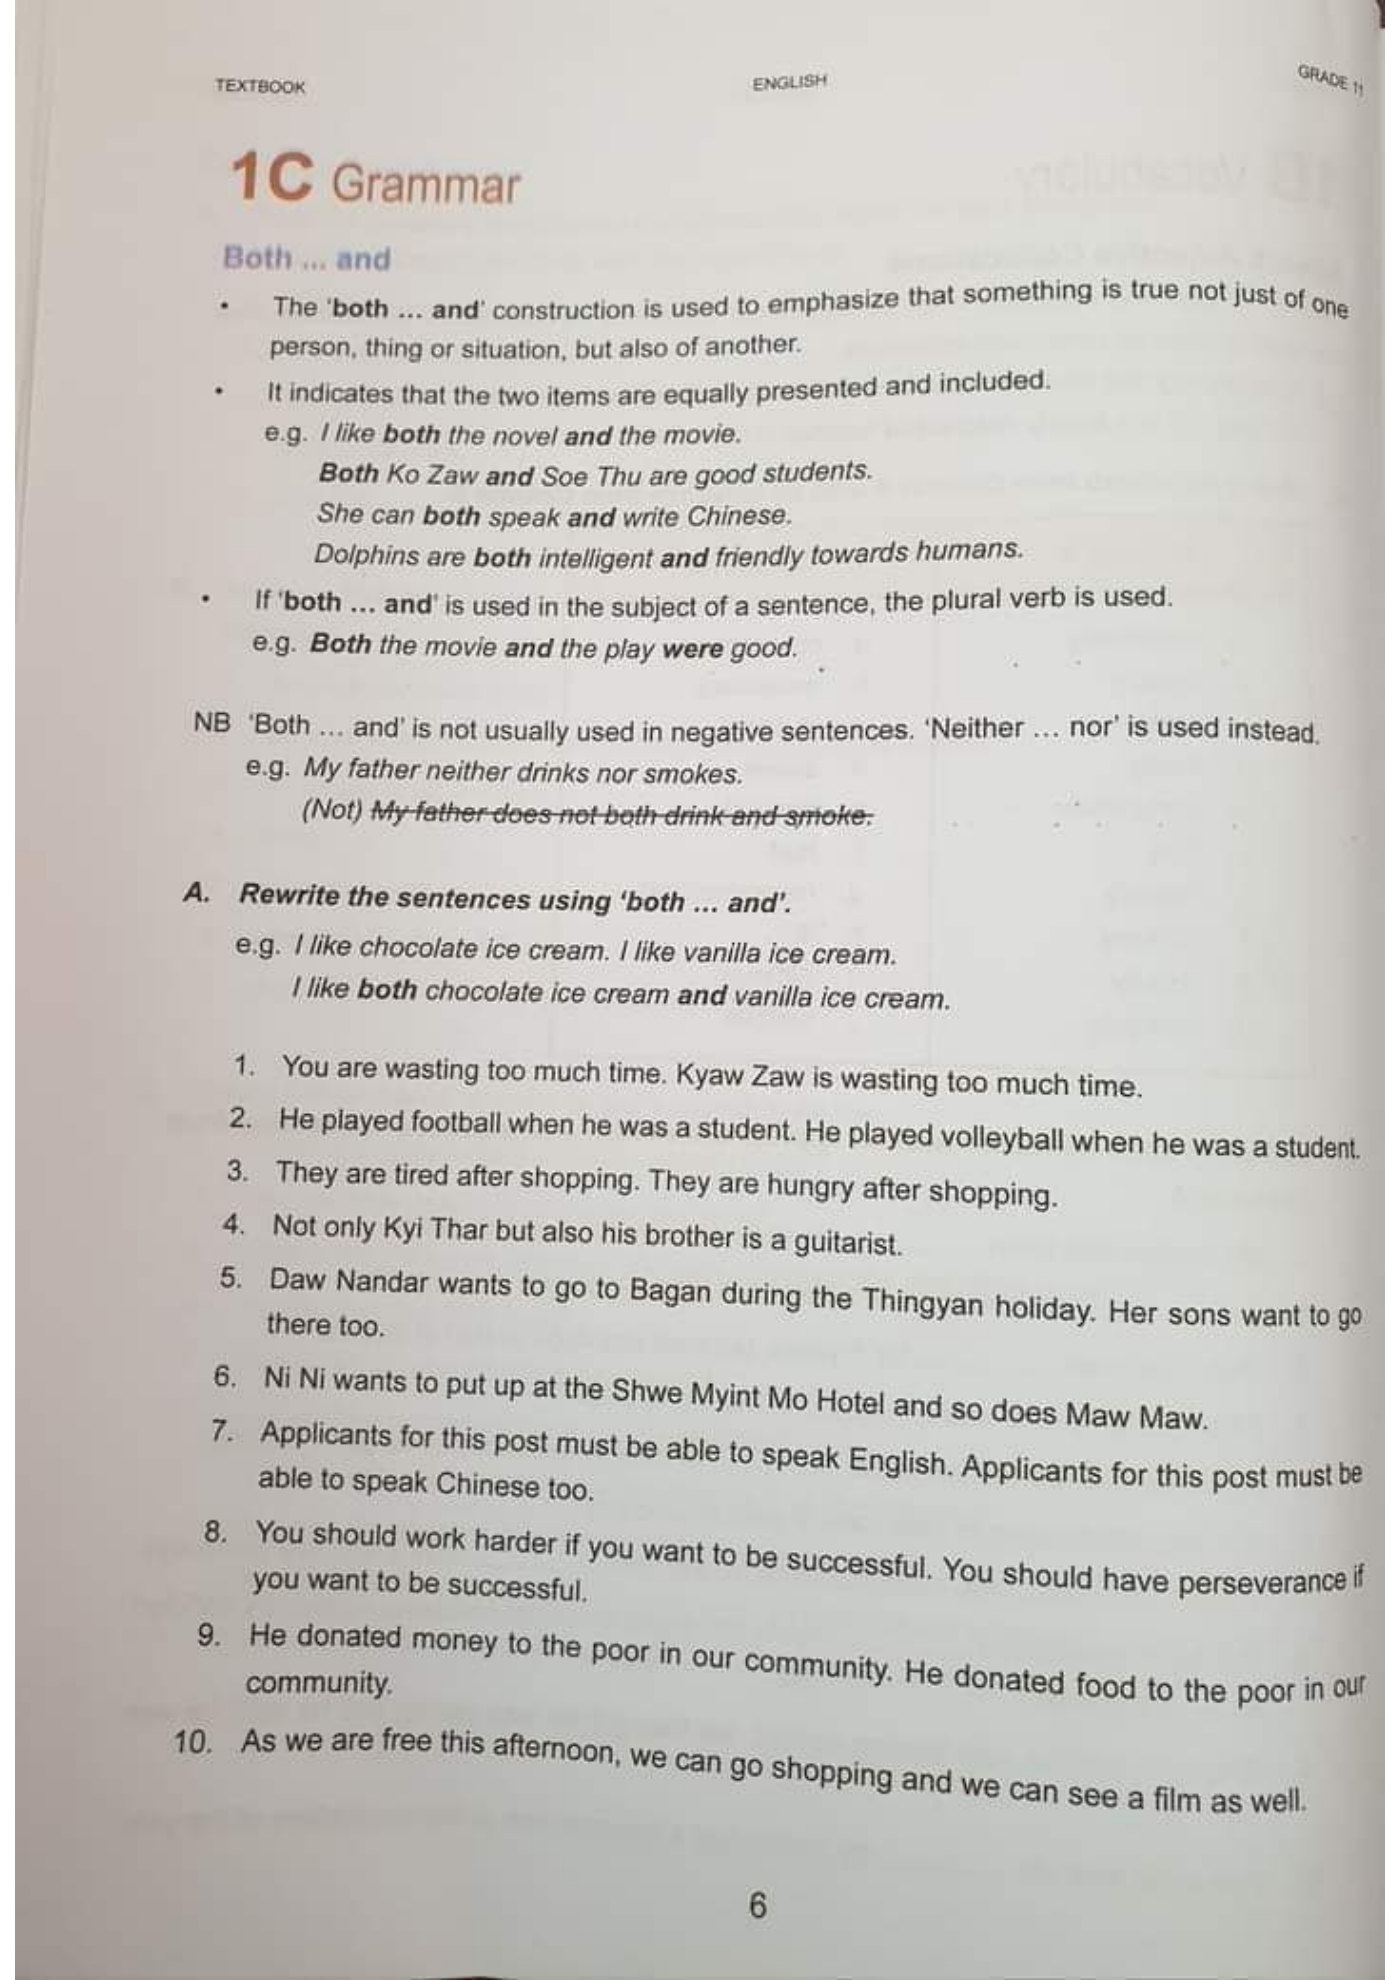 TEXTBOOK ENGLISH GRADE 11
1C Grammar
Both ... and
• The 'both ... and' construction is used to emphasize that something is true not just of one
person, thing or situation, but also of another.
• It indicates that the two items are equally presented and included.
e.g. I like both the novel and the movie.
Both Ko Zaw and Soe Thu are good students.
She can both speak and write Chinese.
Dolphins are both intelligent and friendly towards humans.
• If 'both ... and' is used in the subject of a sentence, the plural verb is used.
e.g. Both the movie and the play were good.
NB 'Both ... and' is not usually used in negative sentences. 'Neither ... nor' is used instead.
e.g. My father neither drinks nor smokes.
(Not) My father does not both drink and smoke.
A. Rewrite the sentences using 'both ... and'.
e.g. I like chocolate ice cream. I like vanilla ice cream.
I like both chocolate ice cream and vanilla ice cream.
1. You are wasting too much time. Kyaw Zaw is wasting too much time.
2. He played football when he was a student. He played volleyball when he was a student.
3. They are tired after shopping. They are hungry after shopping.
4. Not only Kyi Thar but also his brother is a guitarist.
5. Daw Nandar wants to go to Bagan during the Thingyan holiday. Her sons want to go
there too.
6. Ni Ni wants to put up at the Shwe Myint Mo Hotel and so does Maw Maw.
7. Applicants for this post must be able to speak English. Applicants for this post must be
able to speak Chinese too.
8. You should work harder if you want to be successful. You should have perseverance if
you want to be successful.
9. He donated money to the poor in our community. He donated food to the poor in our
community.
10. As we are free this afternoon, we can go shopping and we can see a film as well.
6